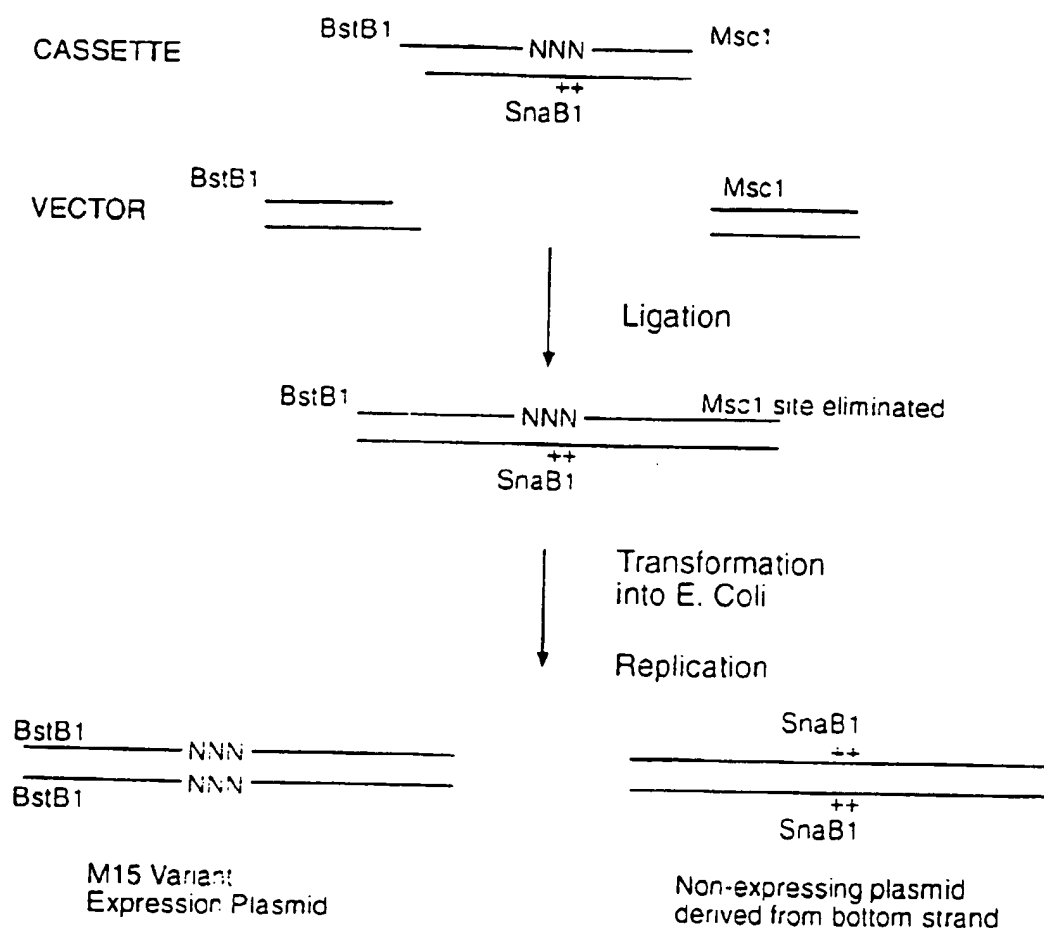 CASSETTE
BstB1
NNN
Msc1
++
SnaB1
VECTOR
BstB1
Msc1
Ligation
BstB1
NNN
Msc1 site eliminated
++
SnaB1
Transformation
into E. Coli
Replication
BstB1
NNN
NNN
BstB1
SnaB1
++
++
SnaB1
M15 Variant
Expression Plasmid
Non-expressing plasmid
derived from bottom strand